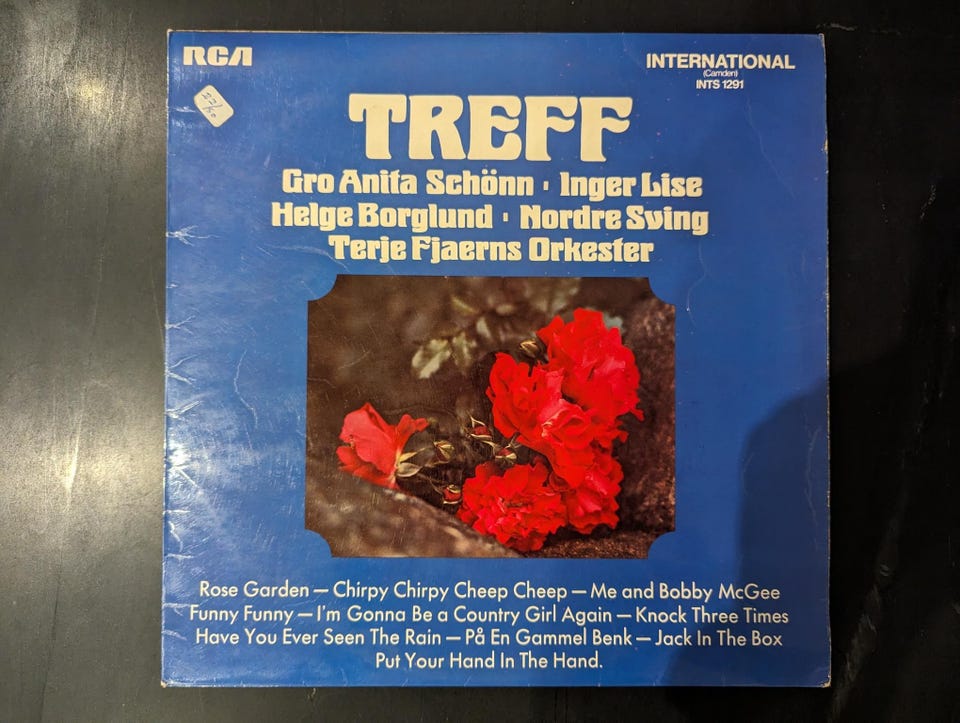 RCA
INTERNATIONAL
(Camden)
INTS 1291
TREFF
Gro Anita Schönn · Inger Lise
Helge Borglund · Nordre Sving
Terje Fjaerns Orkester
Rose Garden — Chirpy Chirpy Cheep Cheep — Me and Bobby McGee
Funny Funny — I'm Gonna Be a Country Girl Again — Knock Three Times
Have You Ever Seen The Rain — På En Gammel Benk — Jack In The Box
Put Your Hand In The Hand.